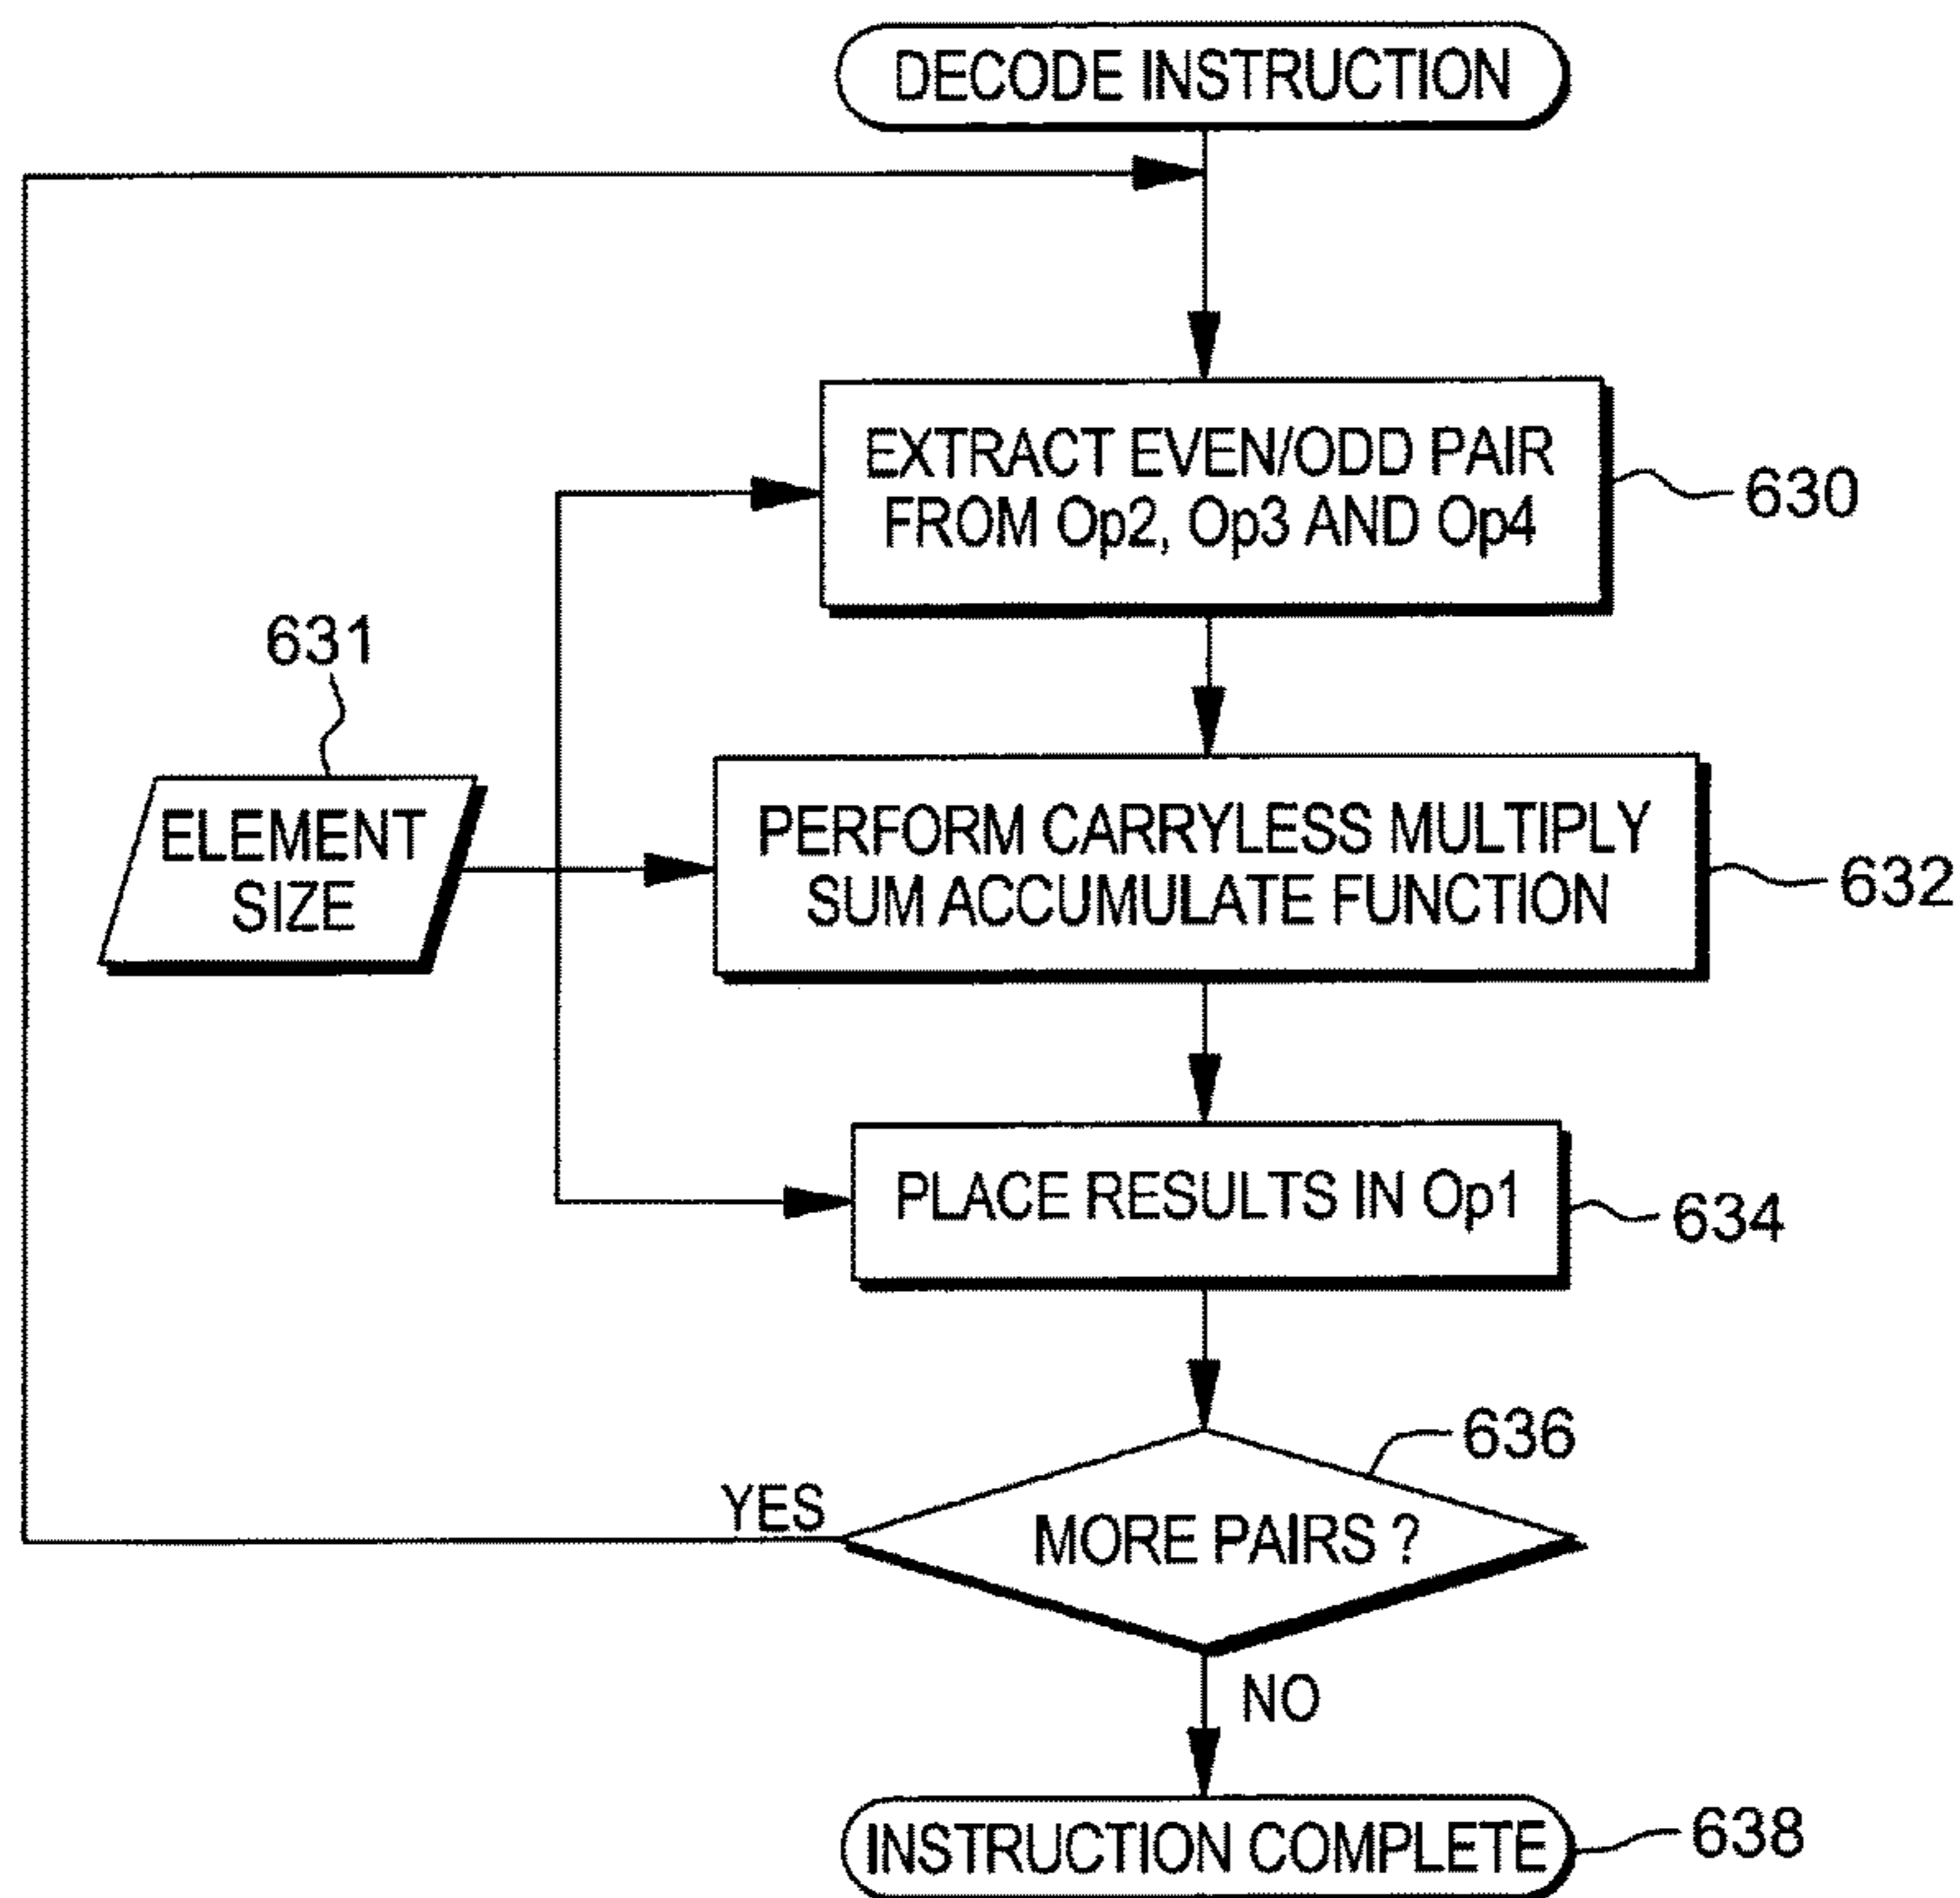 DECODE INSTRUCTION
EXTRACT EVEN/ODD PAIR
FROM Op2, Op3 AND Op4
630
631
ELEMENT
SIZE
PERFORM CARRYLESS MULTIPLY
SUM ACCUMULATE FUNCTION
632
PLACE RESULTS IN Op1
634
636
YES
MORE PAIRS ?
NO
INSTRUCTION COMPLETE
638